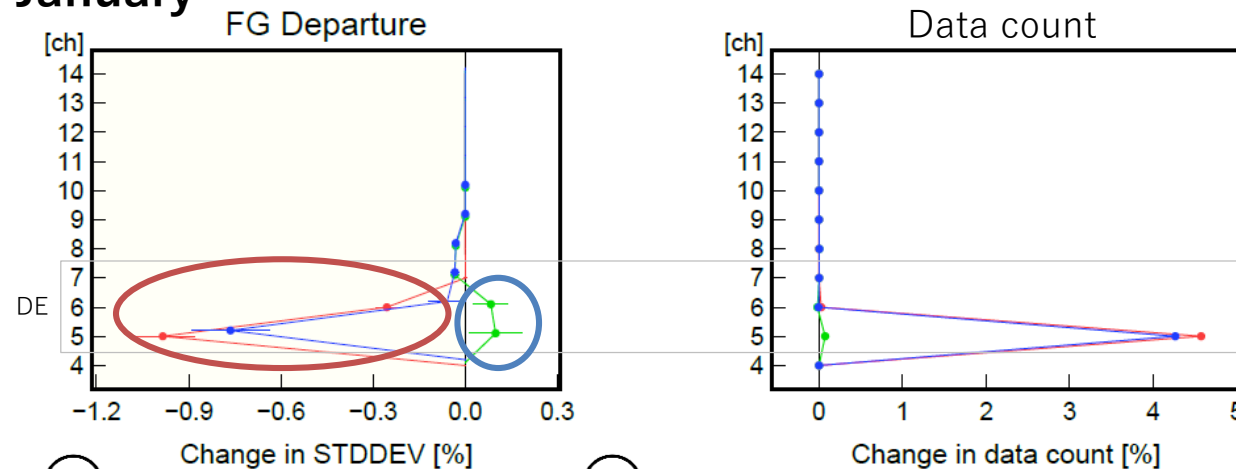 January
FG Departure
[ch]
14
13
12
11
10
9
8
7
6
5
4
−1.2 −0.9 −0.6 −0.3 0.0 0.3
Change in STDDEV [%]
DE
Data count
[ch]
14
13
12
11
10
9
8
7
6
5
4
0 1 2 3 4 5
Change in data count [%]